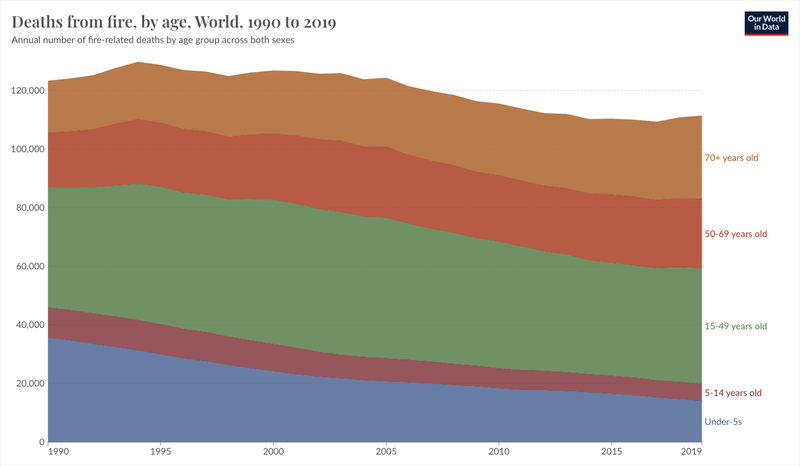 Deaths from fire, by age, World, 1990 to 2019
Annual number of fire-related deaths by age group across both sexes
Our World
in Data
120,000
100,000
80,000
60,000
40,000
20,000
0
70+ years old
50-69 years old
15-49 years old
5-14 years old
Under-5s
1990
1995
2000
2005
2010
2015
2019